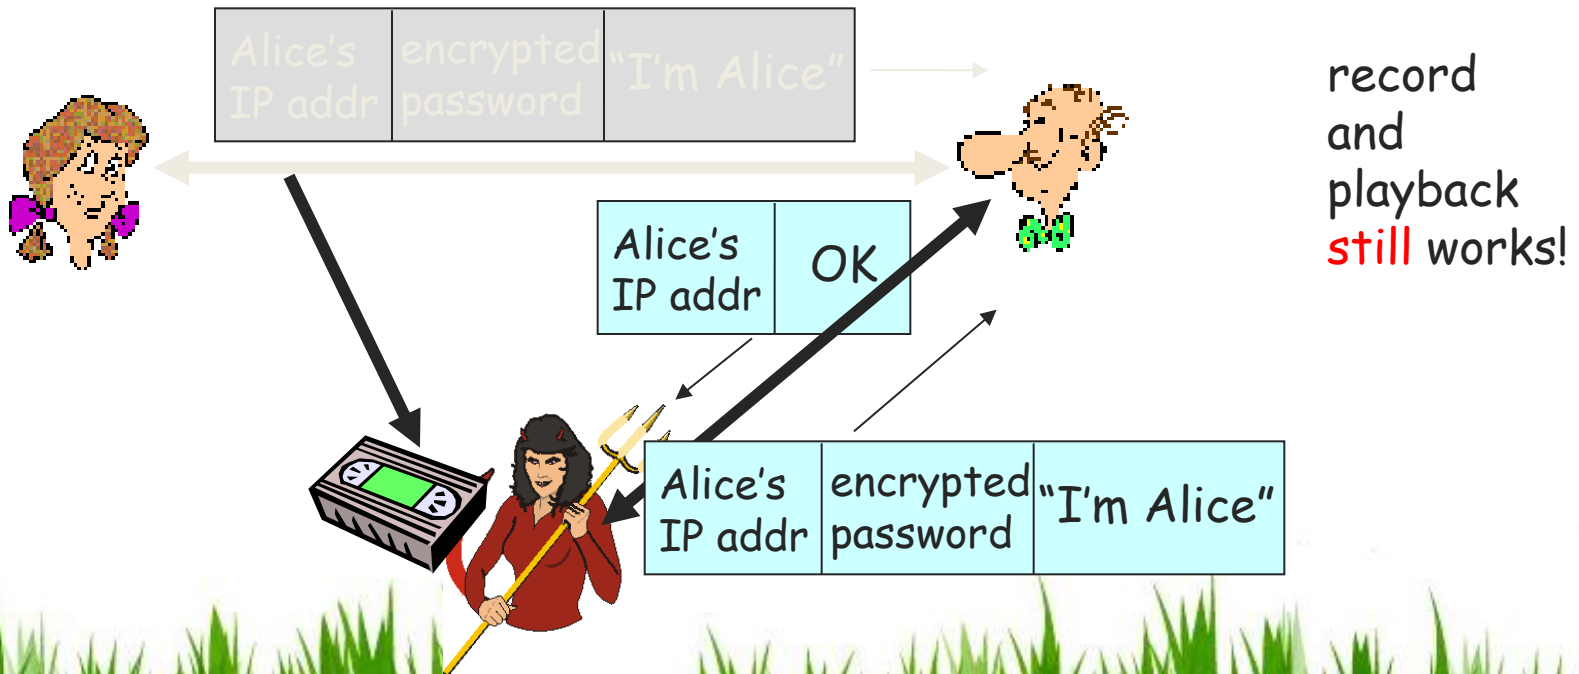 Alice's
IP addr
encrypted
password
"I'm Alice"
record
and
playback
still works!
Alice's
IP addr
OK
Alice's
IP addr
encrypted
password
"I'm Alice"